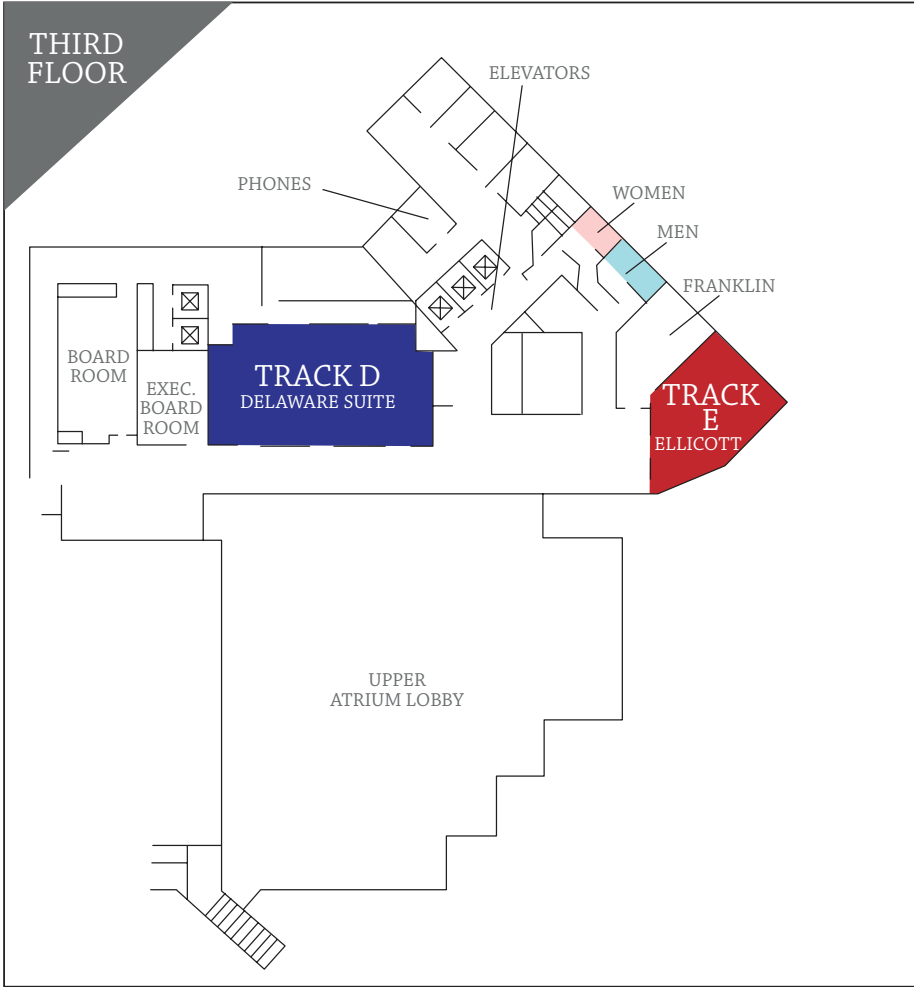 THIRD
FLOOR
ELEVATORS
PHONES
WOMEN
MEN
FRANKLIN
BOARD
ROOM
EXEC.
BOARD
ROOM
TRACK D
DELAWARE SUITE
TRACK
E
ELLICOTT
UPPER
ATRIUM LOBBY